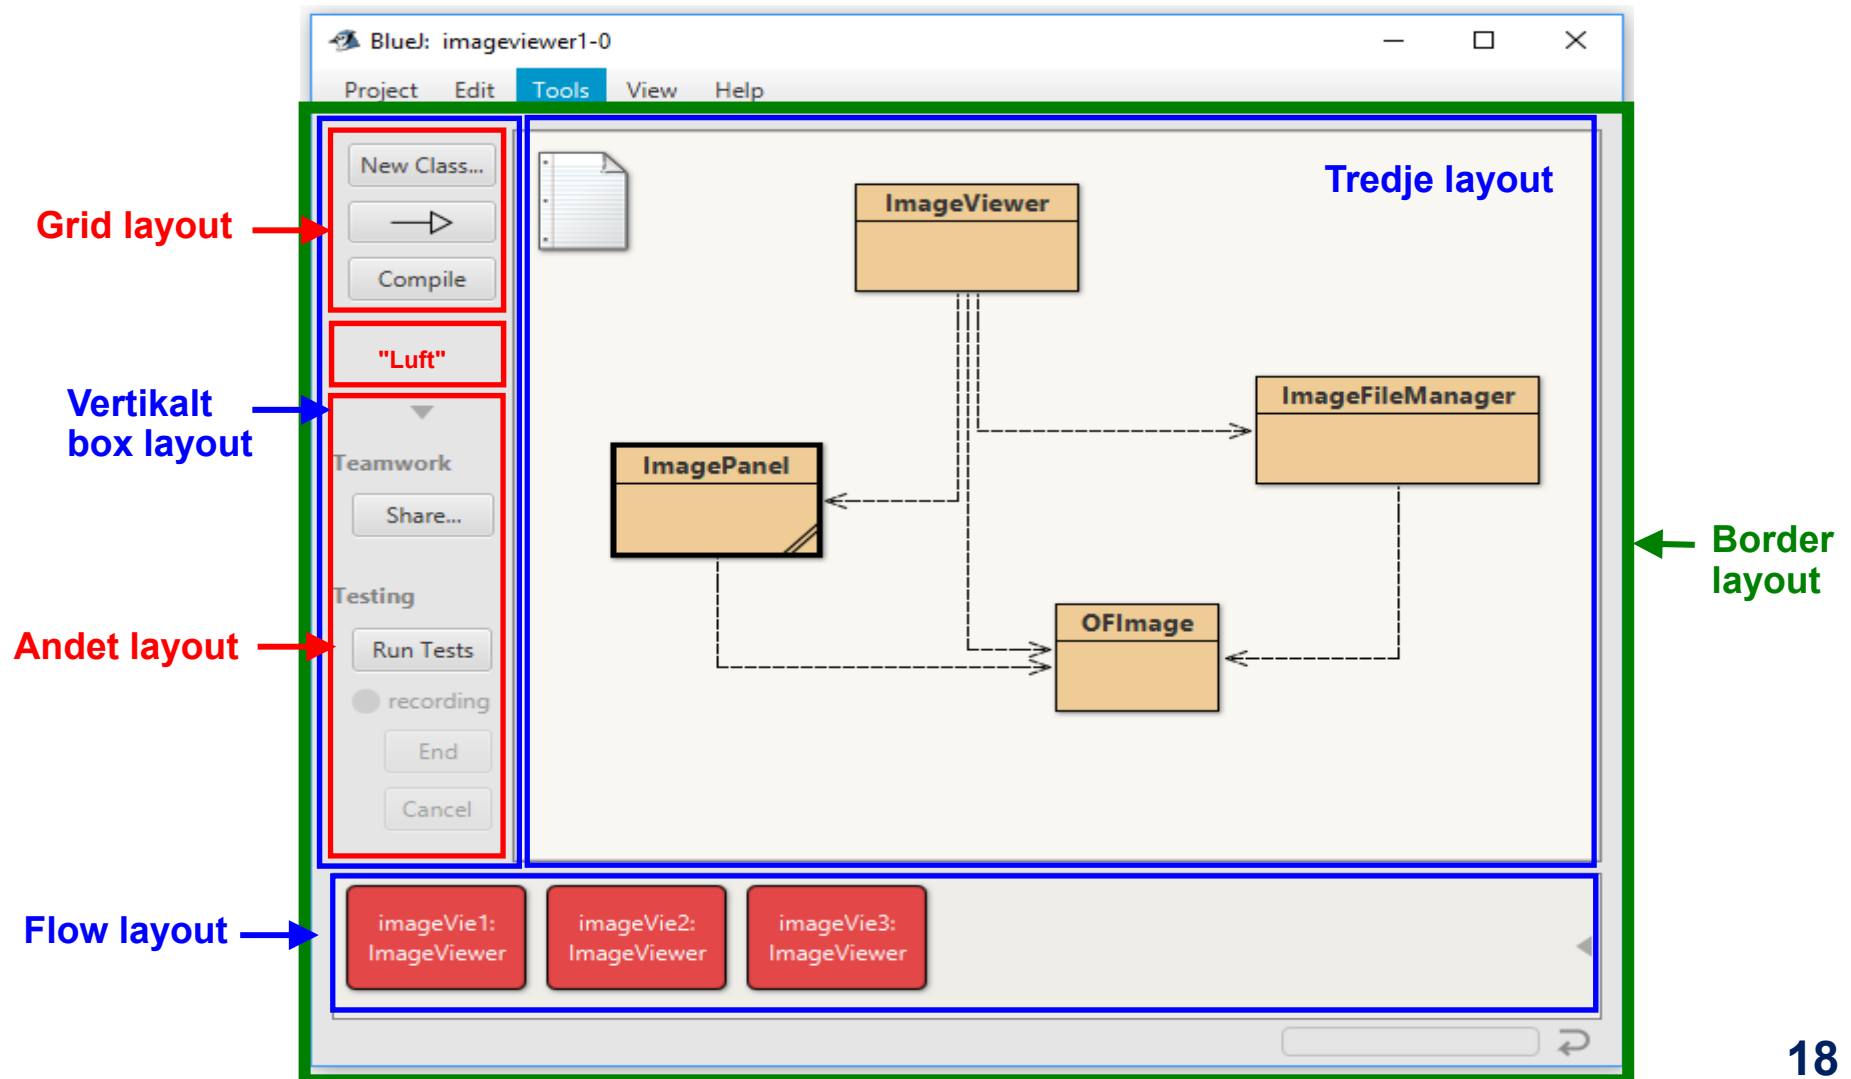 BlueJ: imageviewer1-0
Project Edit Tools View Help
New Class...
Compile
Grid layout
"Luft"
Vertikalt
box layout
Teamwork
Share...
Testing
Andet layout
Run Tests
recording
End
Cancel
Tredje layout
ImageViewer
ImageFileManager
ImagePanel
OFImage
Border
layout
Flow layout
imageVie1:
ImageViewer
imageVie2:
ImageViewer
imageVie3:
ImageViewer
18